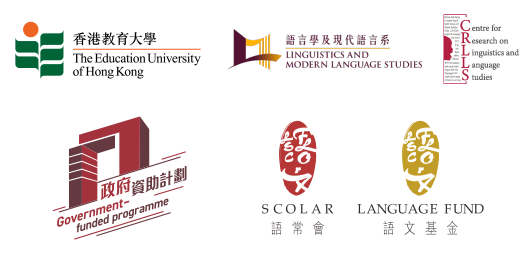 香港教育大學
The Education University
of Hong Kong
語言學及現代語言系
LINGUISTICS AND
MODERN LANGUAGE STUDIES
Centre for
Research on
Linguistics and
Language
Studies
政府資助計劃
Government-
funded programme
SCOLAR
語常會
LANGUAGE FUND
語文基金